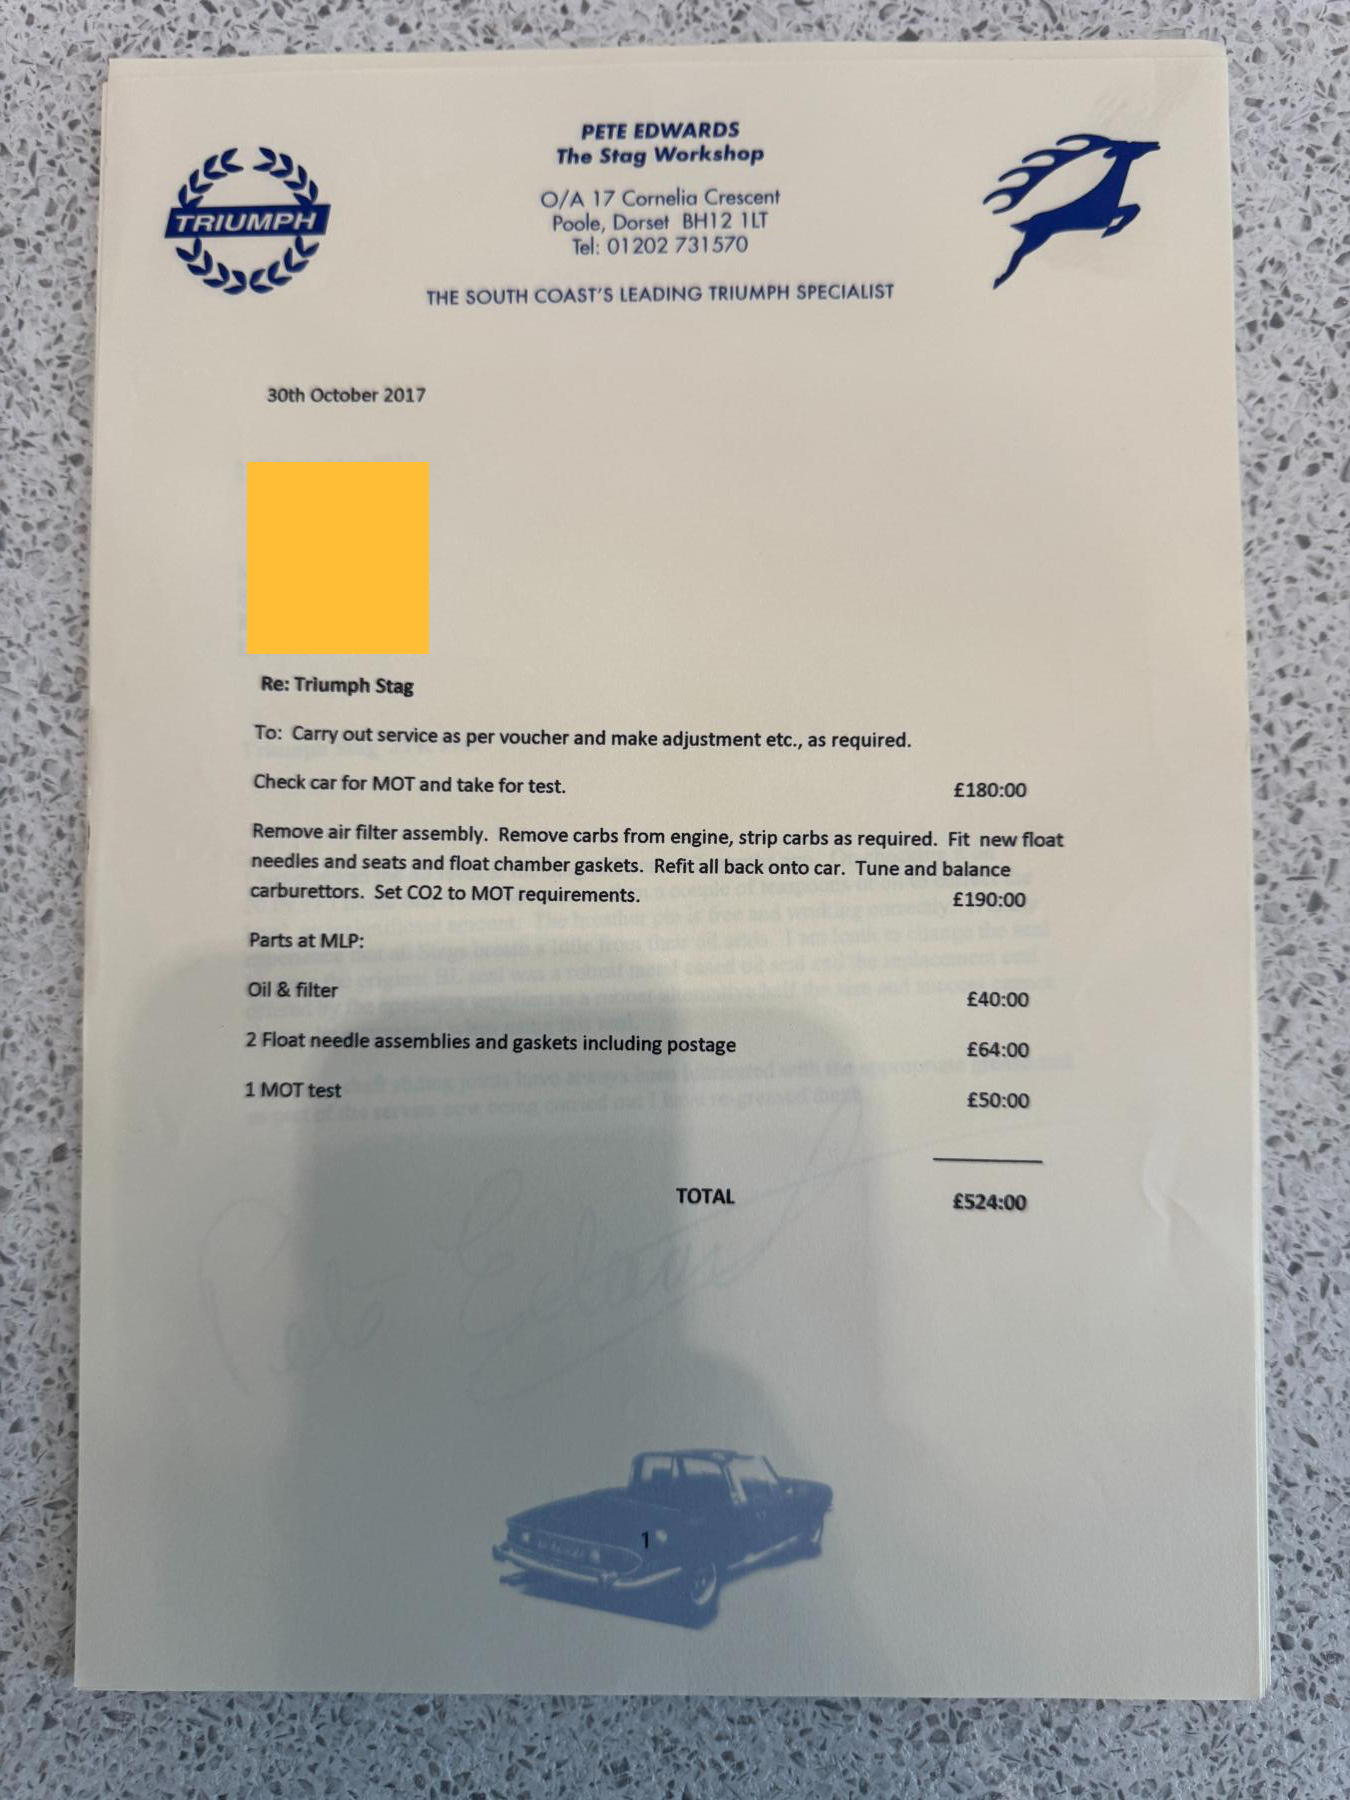 PETE EDWARDS
The Stag Workshop
TRIUMPH
O/A 17 Cornelia Crescent
Poole, Dorset BH12 1LT
Tel: 01202 731570
THE SOUTH COAST'S LEADING TRIUMPH SPECIALIST
30th October 2017
Re: Triumph Stag
To: Carry out service as per voucher and make adjustment etc., as required.
Check car for MOT and take for test. £180:00
Remove air filter assembly. Remove carbs from engine, strip carbs as required. Fit new float
needles and seats and float chamber gaskets. Refit all back onto car. Tune and balance
carburettors. Set CO2 to MOT requirements. £190:00
Parts at MLP:
Oil & filter £40:00
2 Float needle assemblies and gaskets including postage £64:00
1 MOT test £50:00
TOTAL £524:00
Pete Edwards
1